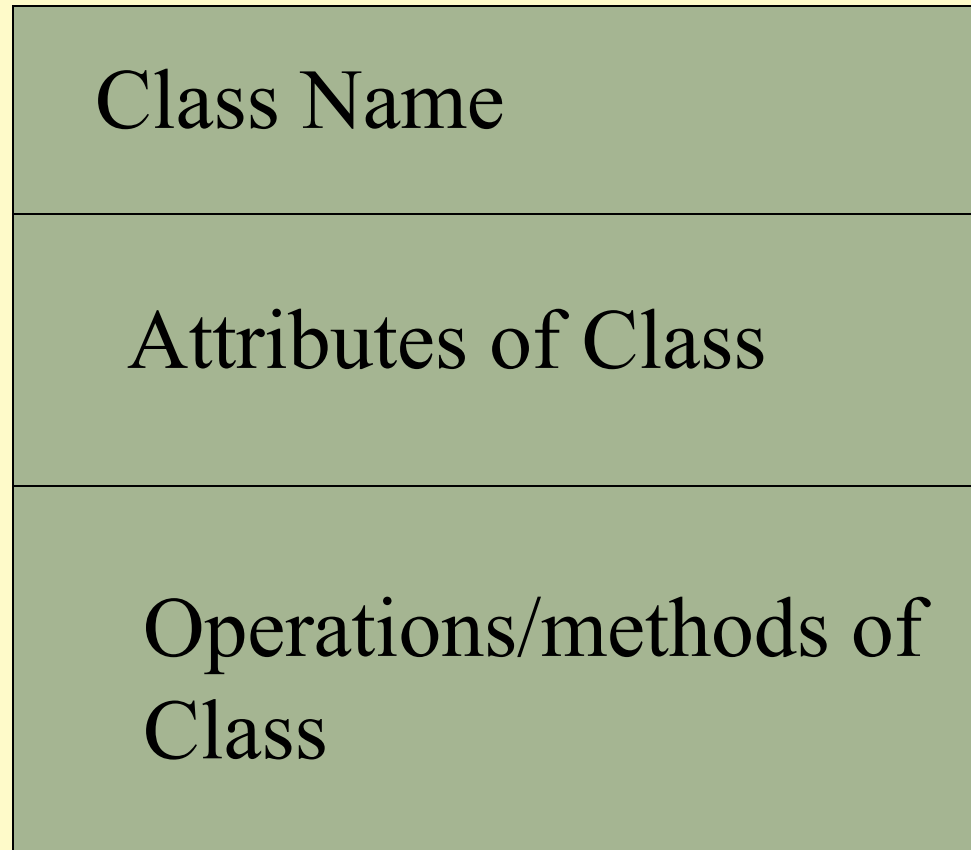 Class Name
Attributes of Class
Operations/methods of
Class